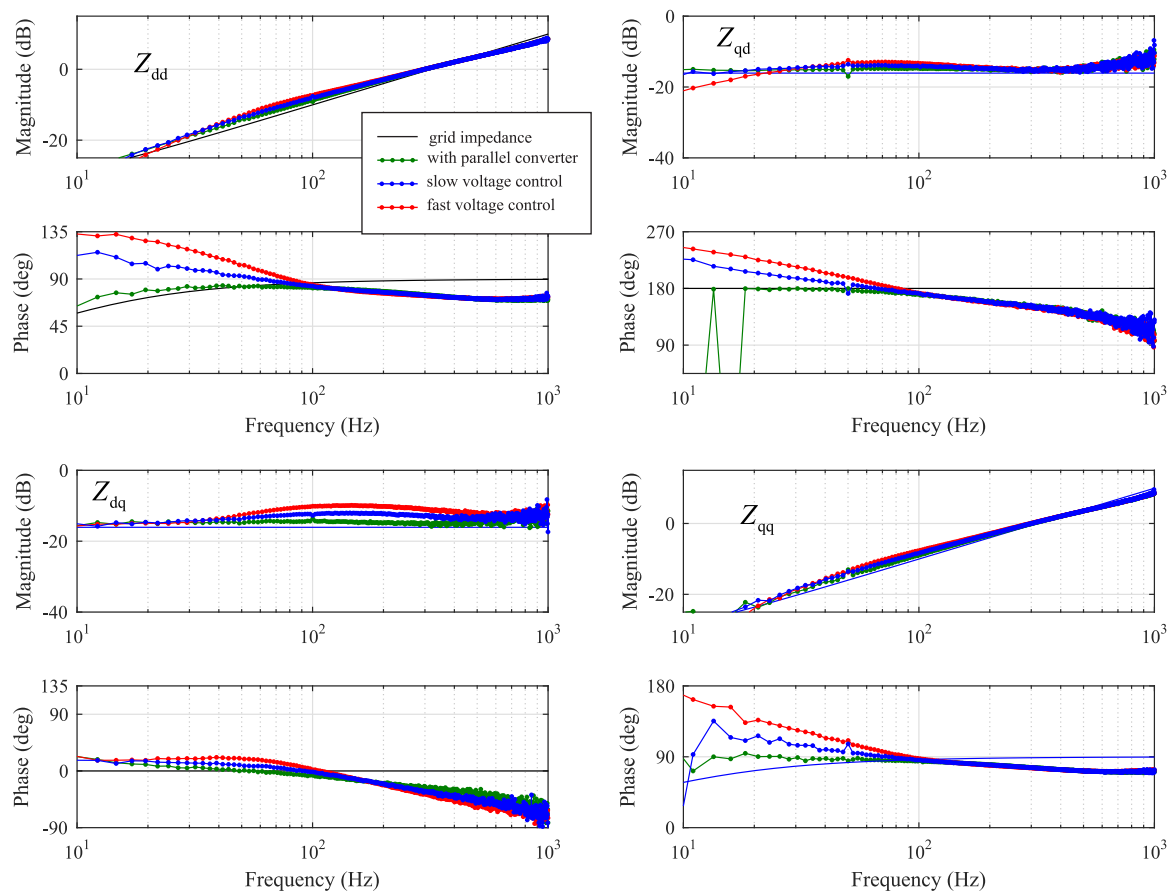 Z_dd
Magnitude (dB)
0
-20
10^1
10^2
10^3
grid impedance
with parallel converter
slow voltage control
fast voltage control
Phase (deg)
135
90
45
0
10^1
10^2
10^3
Frequency (Hz)
Z_qd
Magnitude (dB)
0
-20
-40
10^1
10^2
10^3
Phase (deg)
270
180
90
10^1
10^2
10^3
Frequency (Hz)
Z_dq
Magnitude (dB)
0
-20
-40
10^1
10^2
10^3
Phase (deg)
135
90
0
-90
10^1
10^2
10^3
Frequency (Hz)
Z_qq
Magnitude (dB)
0
-20
10^1
10^2
10^3
Phase (deg)
180
90
0
10^1
10^2
10^3
Frequency (Hz)